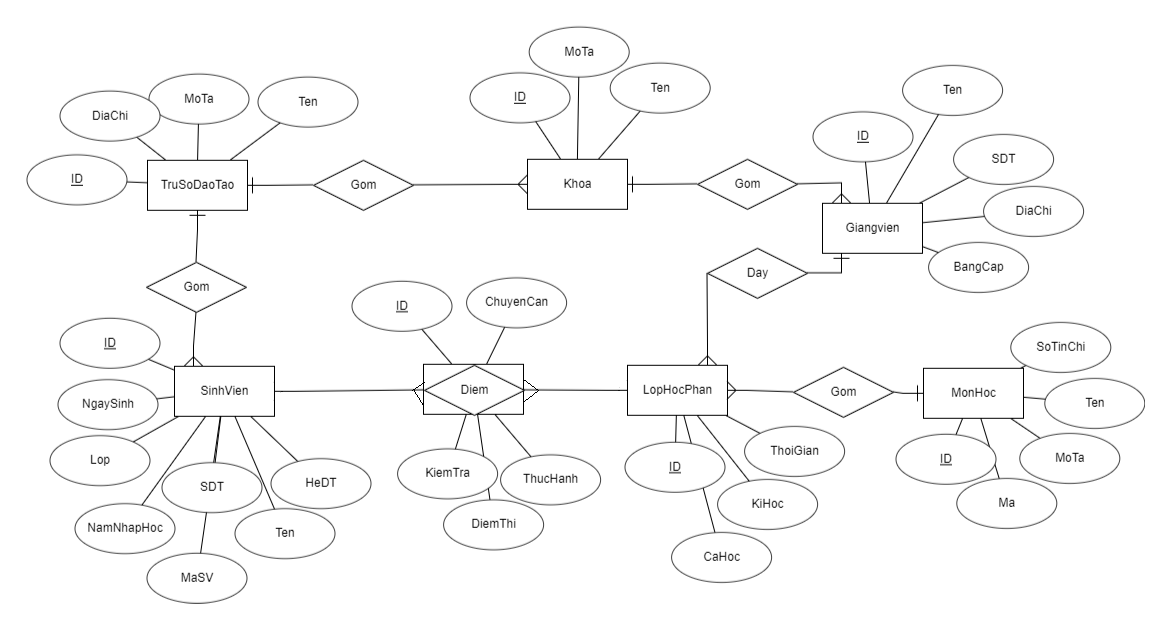 MoTa
ID
Ten
DiaChi
MoTa
Ten
ID
TruSoDaoTao
Gom
Khoa
Gom
Ten
ID
SDT
DiaChi
Giangvien
BangCap
Gom
Day
ID
ChuyenCan
ID
NgaySinh
Lop
SinhVien
Diem
LopHocPhan
Gom
MonHoc
SoTinChi
Ten
MoTa
ID
Ma
SDT
HeDT
NamNhapHoc
Ten
MaSV
KiemTra
ThucHanh
DiemThi
ID
ThoiGian
KiHoc
CaHoc